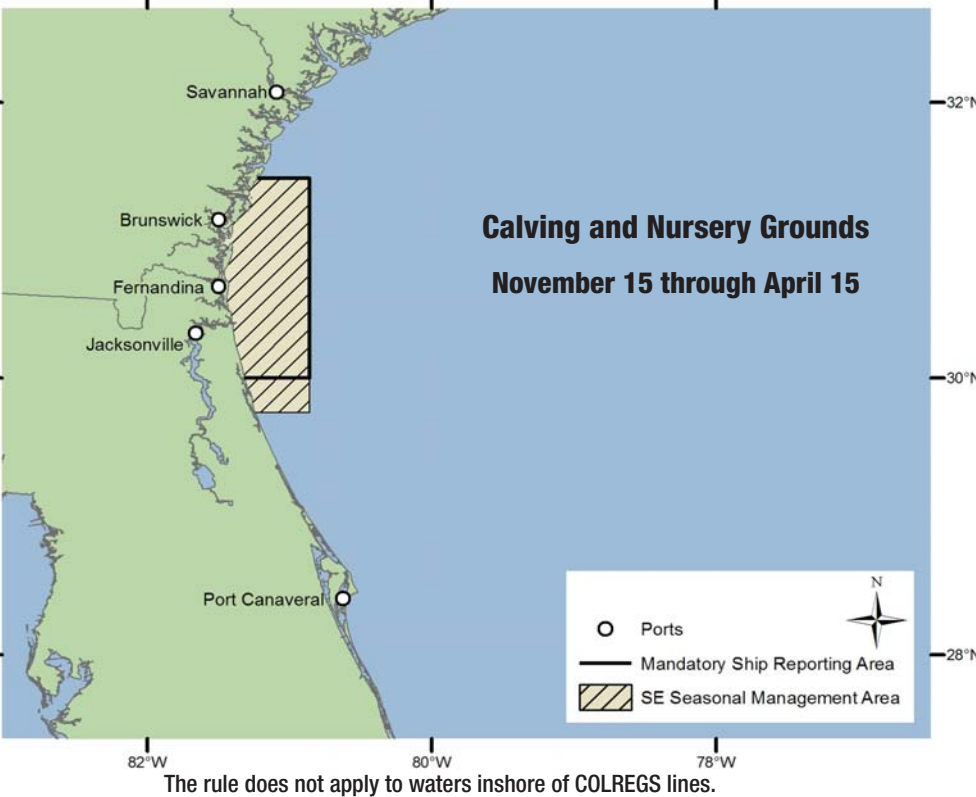 Savannah
32°N
Brunswick
Calving and Nursery Grounds
November 15 through April 15
Fernandina
Jacksonville
30°N
Port Canaveral
N
Ports
Mandatory Ship Reporting Area
SE Seasonal Management Area
28°N
82°W
80°W
78°W
The rule does not apply to waters inshore of COLREGS lines.